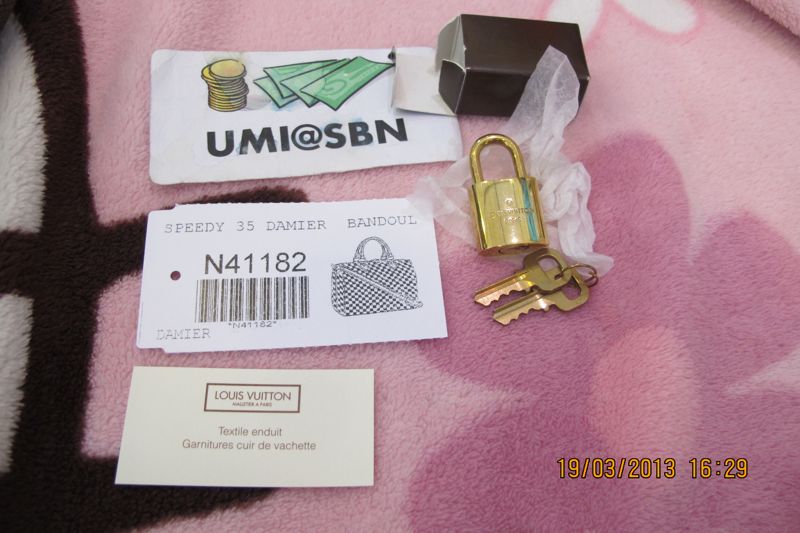 UMI@SBN
SPEEDY 35 DAMIER BANDOUL
N41182
*N41182*
DAMIER
LOUIS VUITTON
MALLETIER A PARIS
Textile enduit
Garnitures cuir de vachette
19/03/2013 16:29